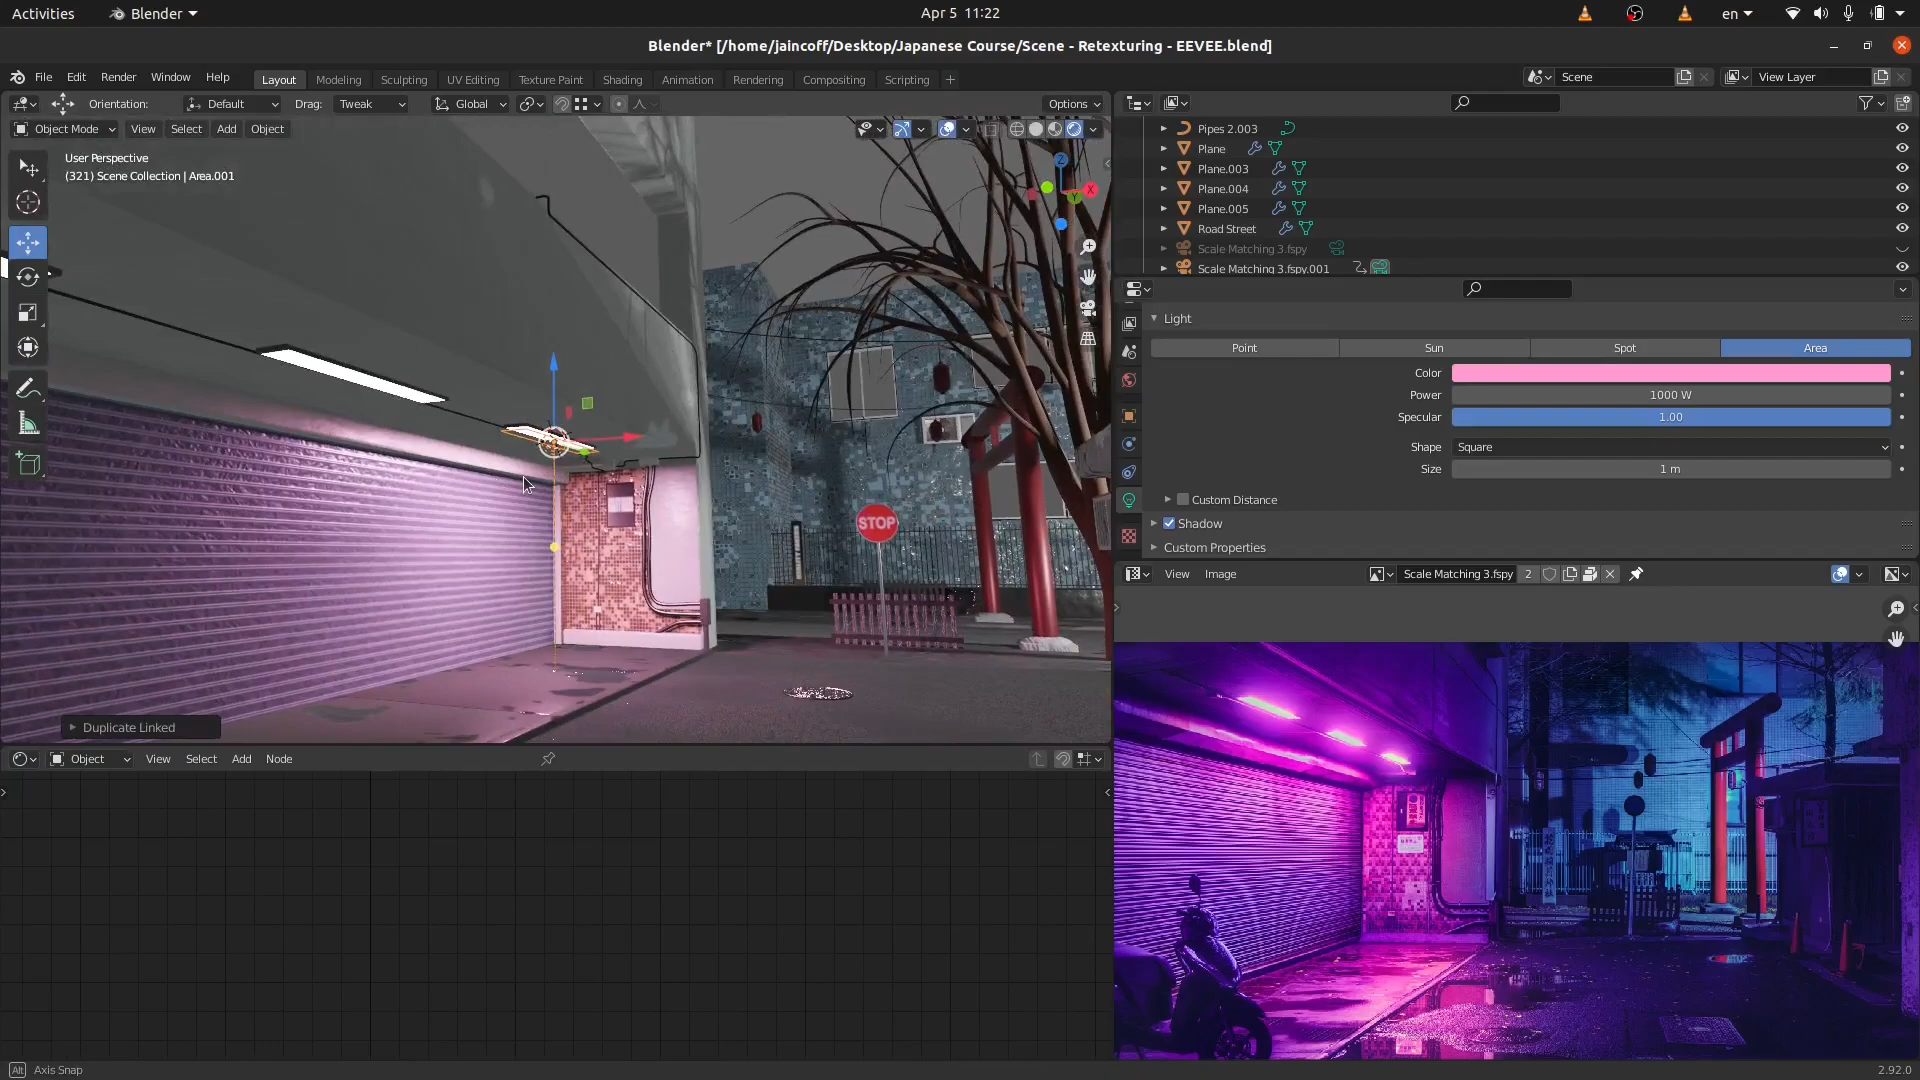 Activities
Blender
Apr 5 11:22
en
Blender* [/home/jaincoff/Desktop/Japanese Course/Scene - Retexturing - EEVEE.blend]
File Edit Render Window Help
Layout Modeling Sculpting UV Editing Texture Paint Shading Animation Rendering Compositing Scripting +
Scene
View Layer
Orientation: Default Drag: Tweak Global Options
Object Mode View Select Add Object
User Perspective
(321) Scene Collection | Area.001
Z
X
Y
STOP
Duplicate Linked
Pipes 2.003
Plane
Plane.003
Plane.004
Plane.005
Road Street
Scale Matching 3.fspy
Scale Matching 3.fspy.001
Light
Point Sun Spot Area
Color
Power 1000 W
Specular 1.00
Shape Square
Size 1 m
Custom Distance
Shadow
Custom Properties
View Image Scale Matching 3.fspy 2
Object View Select Add Node
Alt Axis Snap
2.92.0